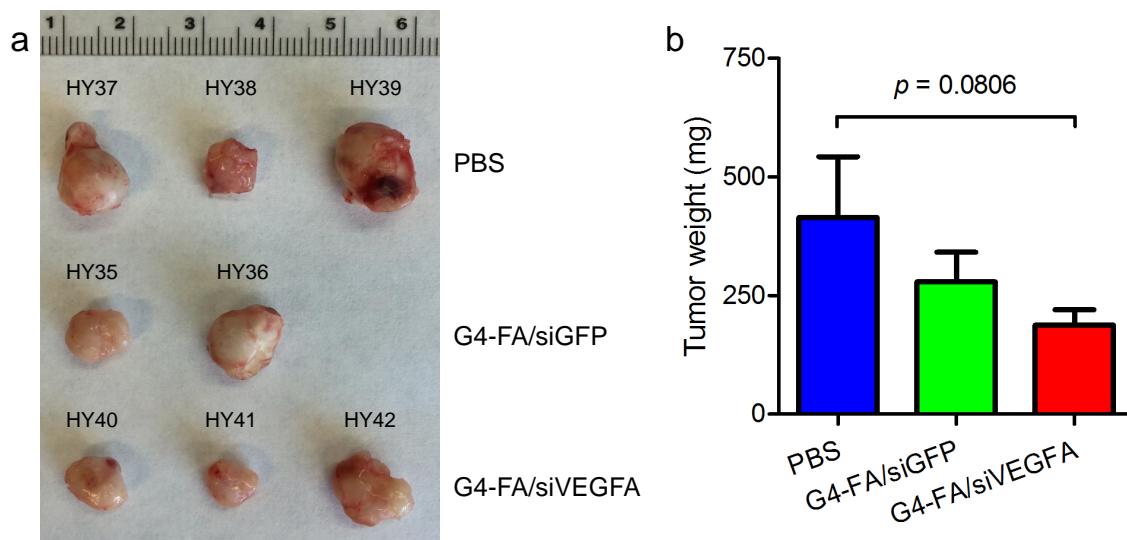 a
1 2 3 4 5 6
HY37 HY38 HY39
PBS
HY35 HY36
G4-FA/siGFP
HY40 HY41 HY42
G4-FA/siVEGFA
b
750
500
250
0
Tumor weight (mg)
p = 0.0806
PBS
G4-FA/siGFP
G4-FA/siVEGFA